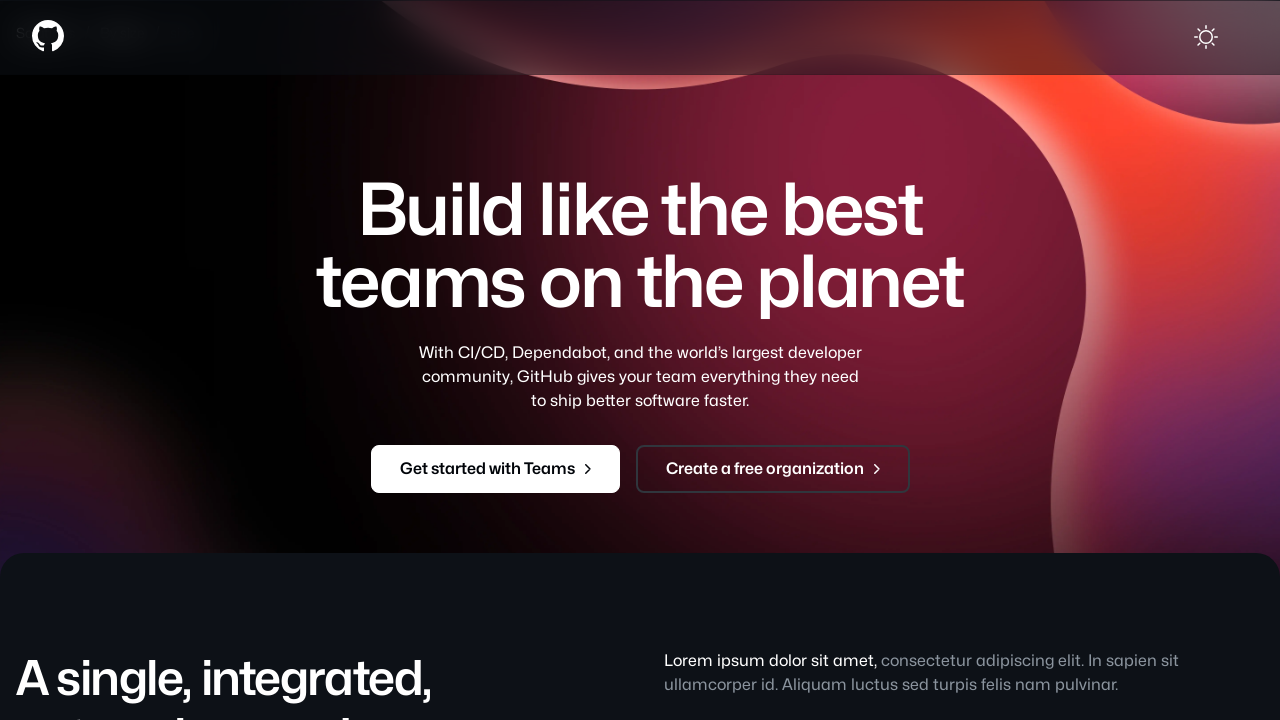 Build like the best
teams on the planet
With CI/CD, Dependabot, and the world’s largest developer
community, GitHub gives your team everything they need
to ship better software faster.
Get started with Teams
Create a free organization
A single, integrated,
Lorem ipsum dolor sit amet, consectetur adipiscing elit. In sapien sit
ullamcorper id. Aliquam luctus sed turpis felis nam pulvinar.